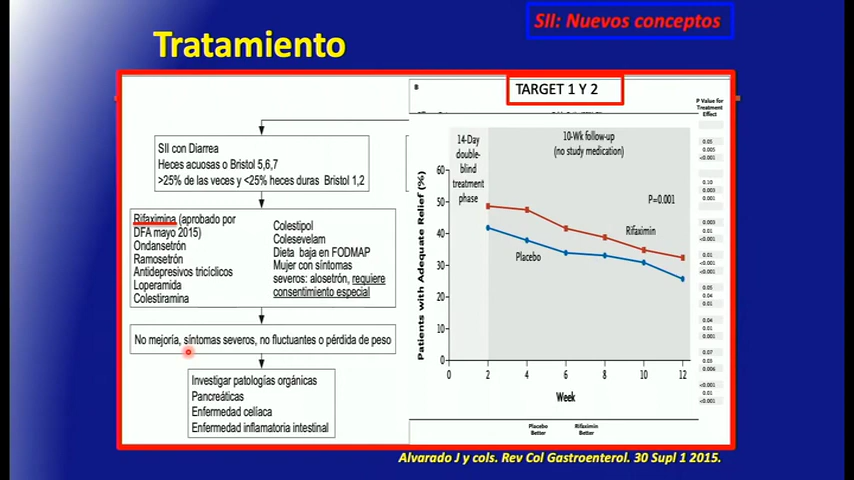 SII: Nuevos conceptos
Tratamiento
TARGET 1 Y 2
SII con Diarrea
Heces acuosas o Bristol 5,6,7
>25% de las veces y <25% heces duras Bristol 1,2
Rifaximina (aprobado por
DFA mayo 2015)
Ondansetrón
Ramosetrón
Antidepresivos tricíclicos
Loperamida
Colestiramina
Colestipol
Colesevelam
Dieta baja en FODMAP
Mujer con síntomas
severos: alosetrón, requiere
consentimiento especial
No mejoría, síntomas severos, no fluctuantes o pérdida de peso
Investigar patologías orgánicas
Pancreáticas
Enfermedad celíaca
Enfermedad inflamatoria intestinal
B
14-Day
double-
blind
treatment
phase
10-Wk follow-up
(no study medication)
P=0.001
Rifaximin
Placebo
Patients with Adequate Relief (%)
60
50
40
30
20
10
0
0 2 4 6 8 10 12
Week
Placebo
Better
Rifaximin
Better
P Value for
Treatment
Effect
0.05
0.005
<0.001
0.10
0.003
0.001
0.003
0.01
<0.001
0.01
<0.001
<0.001
0.05
0.04
0.01
0.04
0.01
0.001
0.07
0.03
0.006
<0.001
0.01
<0.001
Alvarado J y cols. Rev Col Gastroenterol. 30 Supl 1 2015.